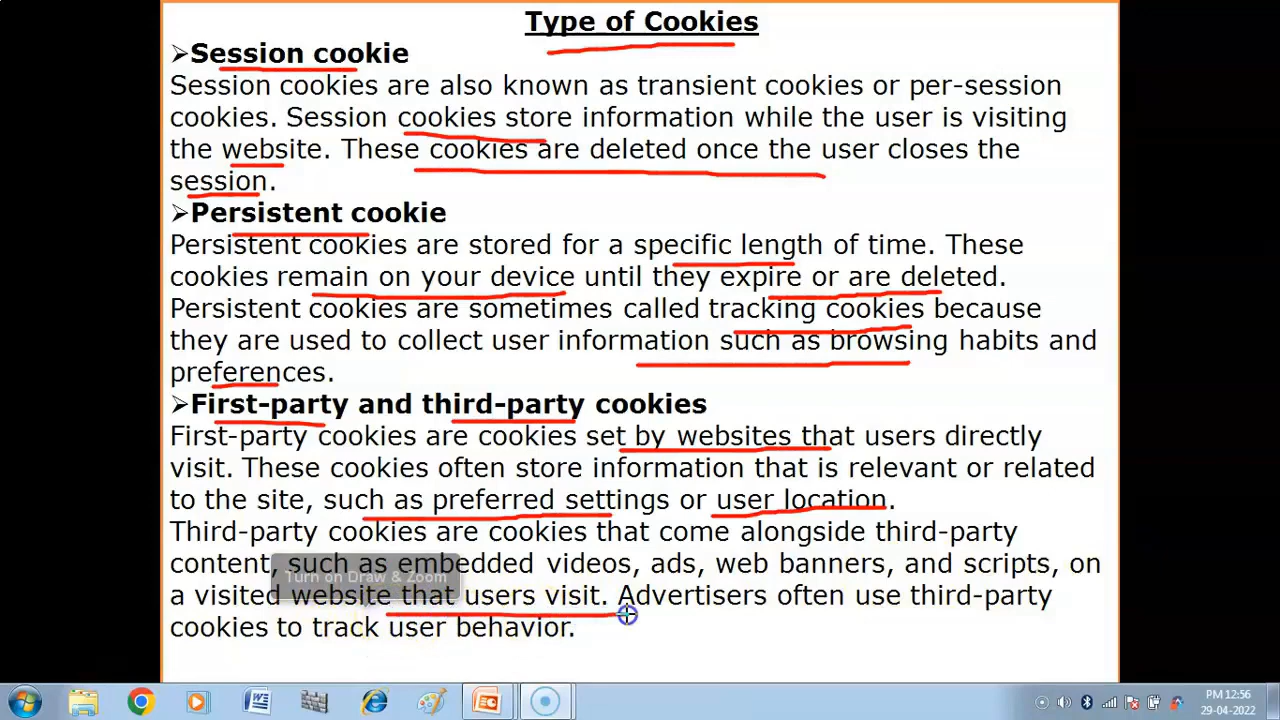 Type of Cookies
➢Session cookie
Session cookies are also known as transient cookies or per-session
cookies. Session cookies store information while the user is visiting
the website. These cookies are deleted once the user closes the
session.
➢Persistent cookie
Persistent cookies are stored for a specific length of time. These
cookies remain on your device until they expire or are deleted.
Persistent cookies are sometimes called tracking cookies because
they are used to collect user information such as browsing habits and
preferences.
➢First-party and third-party cookies
First-party cookies are cookies set by websites that users directly
visit. These cookies often store information that is relevant or related
to the site, such as preferred settings or user location.
Third-party cookies are cookies that come alongside third-party
content, such as embedded videos, ads, web banners, and scripts, on
Turn on Draw & Zoom
a visited website that users visit. Advertisers often use third-party
cookies to track user behavior.
PM 12:56
29-04-2022